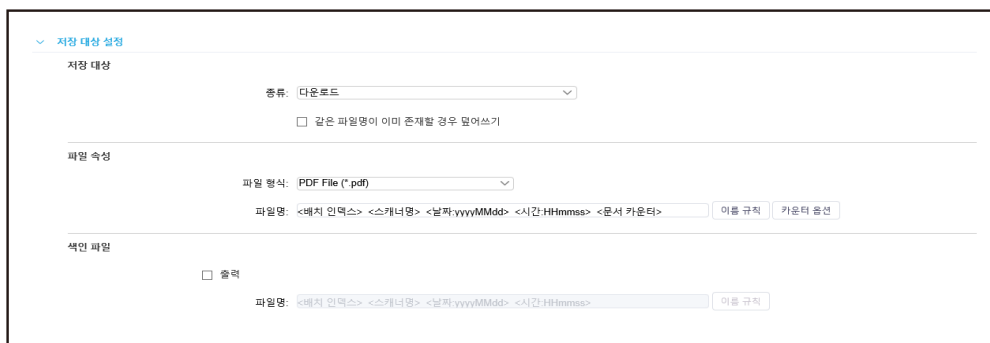 저장 대상 설정
저장 대상
종류: 다운로드
같은 파일명이 이미 존재할 경우 덮어쓰기
파일 속성
파일 형식: PDF File (*.pdf)
파일명: <배치 인덱스> <스캐너명> <날짜:yyyyMMdd> <시간:HHmmss> <문서 카운터> 이름 규칙 카운터 옵션
색인 파일
출력
파일명: <배치 인덱스> <스캐너명> <날짜:yyyyMMdd> <시간:HHmmss> 이름 규칙